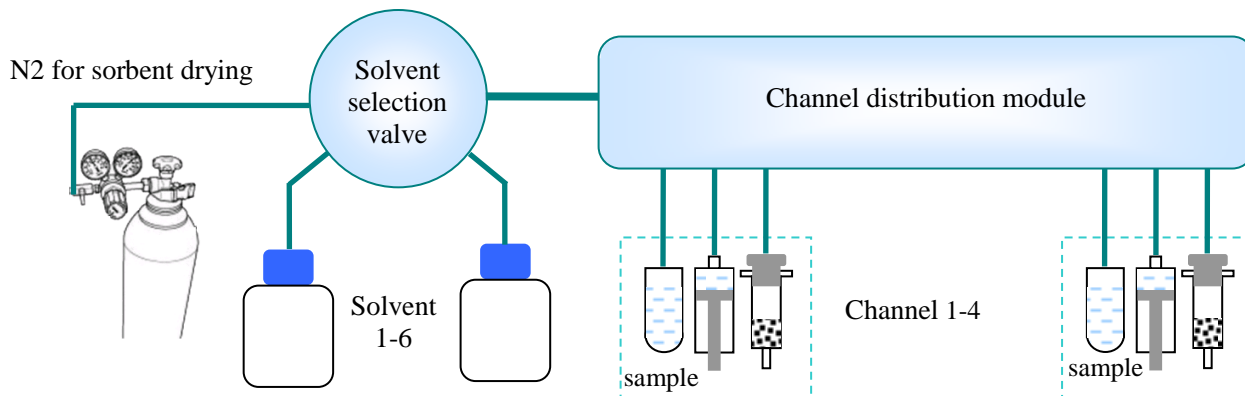 N2 for sorbent drying
Solvent
selection
valve
Channel distribution module
Solvent
1-6
Channel 1-4
sample
sample